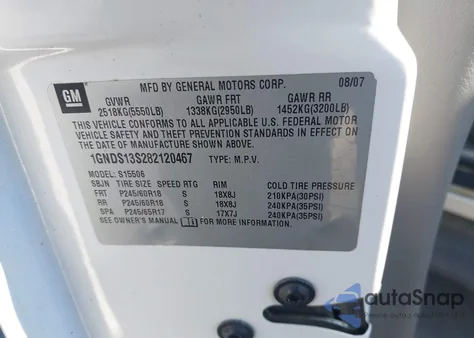 GM
MFD BY GENERAL MOTORS CORP. 08/07
GVWR GAWR FRT GAWR RR
2518KG(5550LB) 1338KG(2950LB) 1452KG(3200LB)
THIS VEHICLE CONFORMS TO ALL APPLICABLE U.S. FEDERAL MOTOR
VEHICLE SAFETY AND THEFT PREVENTION STANDARDS IN EFFECT ON
THE DATE OF MANUFACTURE SHOWN ABOVE.
1GNDS13S282120467 TYPE: M.P.V.
MODEL: S15506
SBJN TIRE SIZE SPEED RTG RIM COLD TIRE PRESSURE
FRT P245/60R18 S 18X8J 210KPA(30PSI)
RR P245/60R18 S 18X8J 240KPA(35PSI)
SPA P245/65R17 S 17X7J 240KPA(35PSI)
SEE OWNER'S MANUAL FOR MORE INFORMATION.
autoSnap